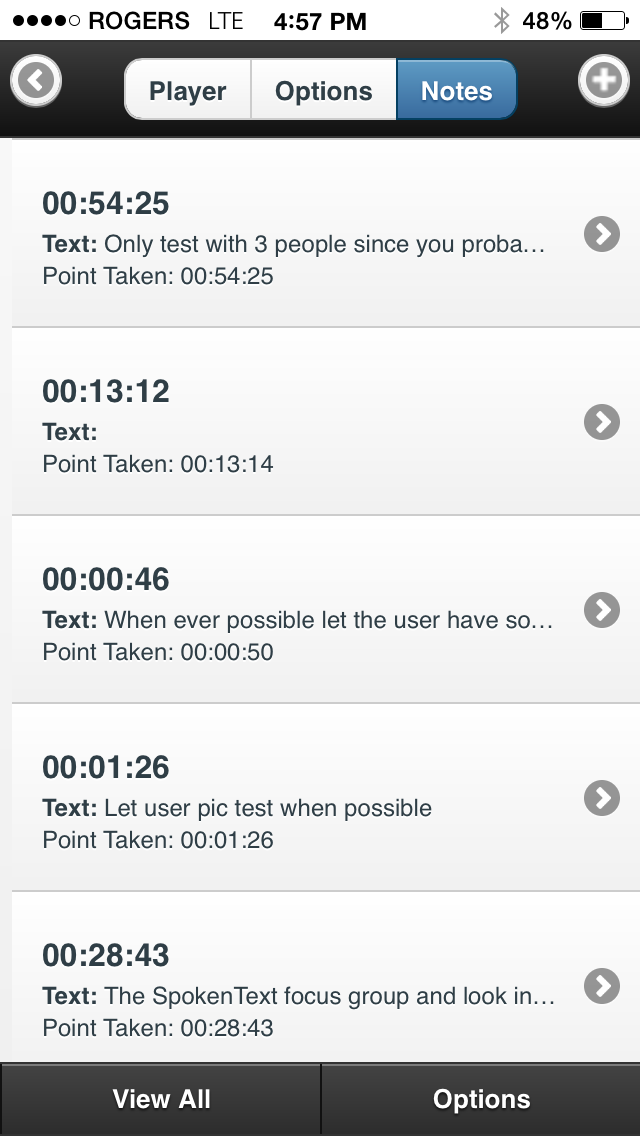 ROGERS LTE 4:57 PM 48%
Player Options Notes
00:54:25
Text: Only test with 3 people since you proba...
Point Taken: 00:54:25
00:13:12
Text:
Point Taken: 00:13:14
00:00:46
Text: When ever possible let the user have so...
Point Taken: 00:00:50
00:01:26
Text: Let user pic test when possible
Point Taken: 00:01:26
00:28:43
Text: The SpokenText focus group and look in...
Point Taken: 00:28:43
View All Options